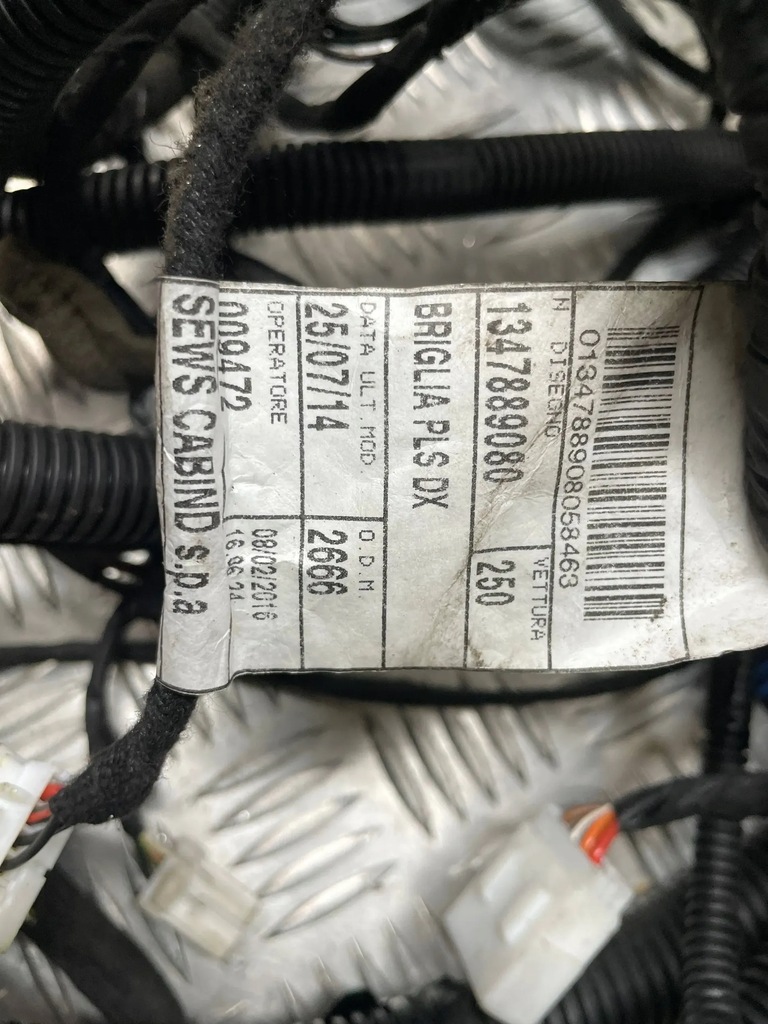 0134788908058463
N DISEGNO
VETTURA
1347889080
250
BRIGLIA PLS DX
DATA ULT MOD
O.D.M.
25/07/14
2666
OPERATORE
08/02/2016
009472
SEWS CABIND s.p.a